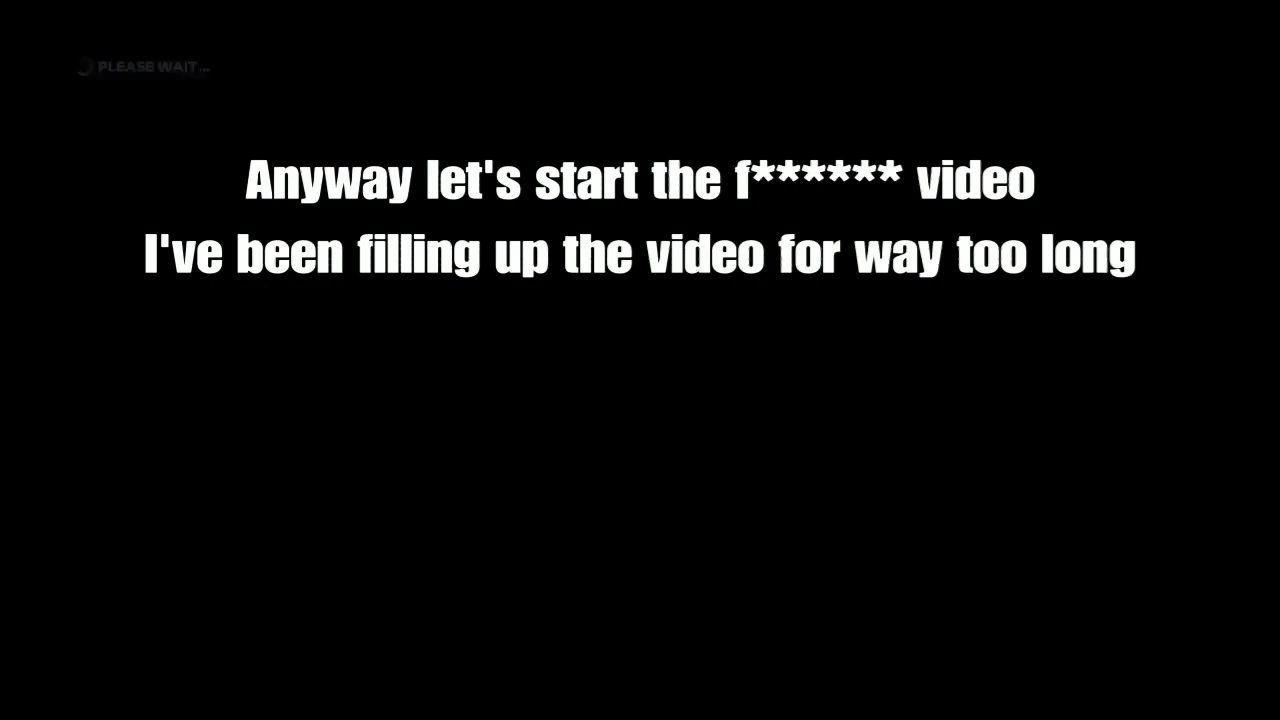 PLEASE WAIT...
Anyway let's start the f****** video
I've been filling up the video for way too long